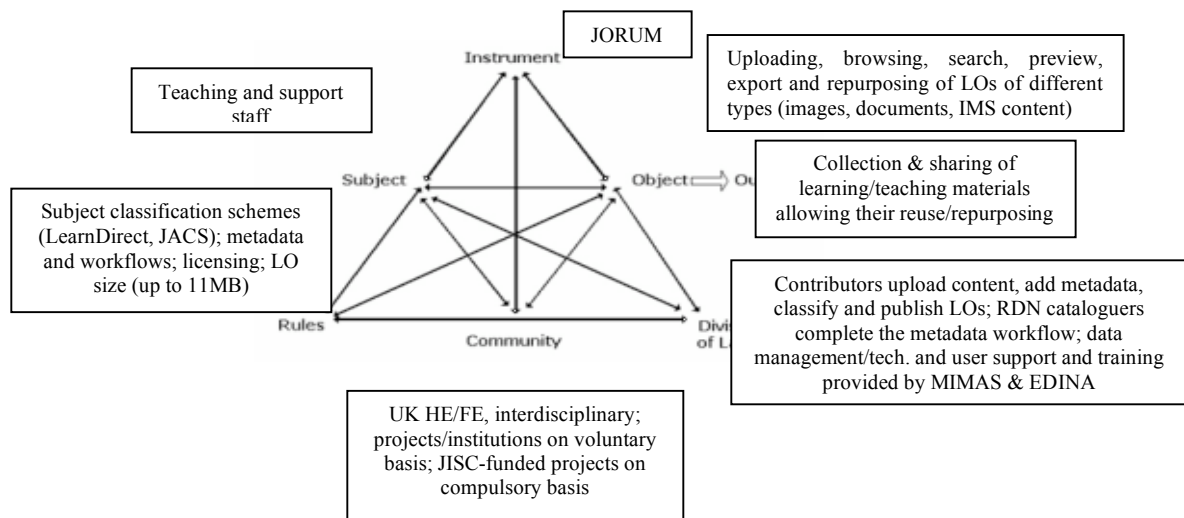 JORUM
Instrument
Uploading, browsing, search, preview,
export and repurposing of LOs of different
types (images, documents, IMS content)
Teaching and support
staff
Subject
Object
Collection & sharing of
learning/teaching materials
allowing their reuse/repurposing
Subject classification schemes
(LearnDirect, JACS); metadata
and workflows; licensing; LO
size (up to 11MB)
Contributors upload content, add metadata,
classify and publish LOs; RDN cataloguers
complete the metadata workflow; data
management/tech. and user support and training
provided by MIMAS & EDINA
Rules
Community
of
UK HE/FE, interdisciplinary;
projects/institutions on voluntary
basis; JISC-funded projects on
compulsory basis